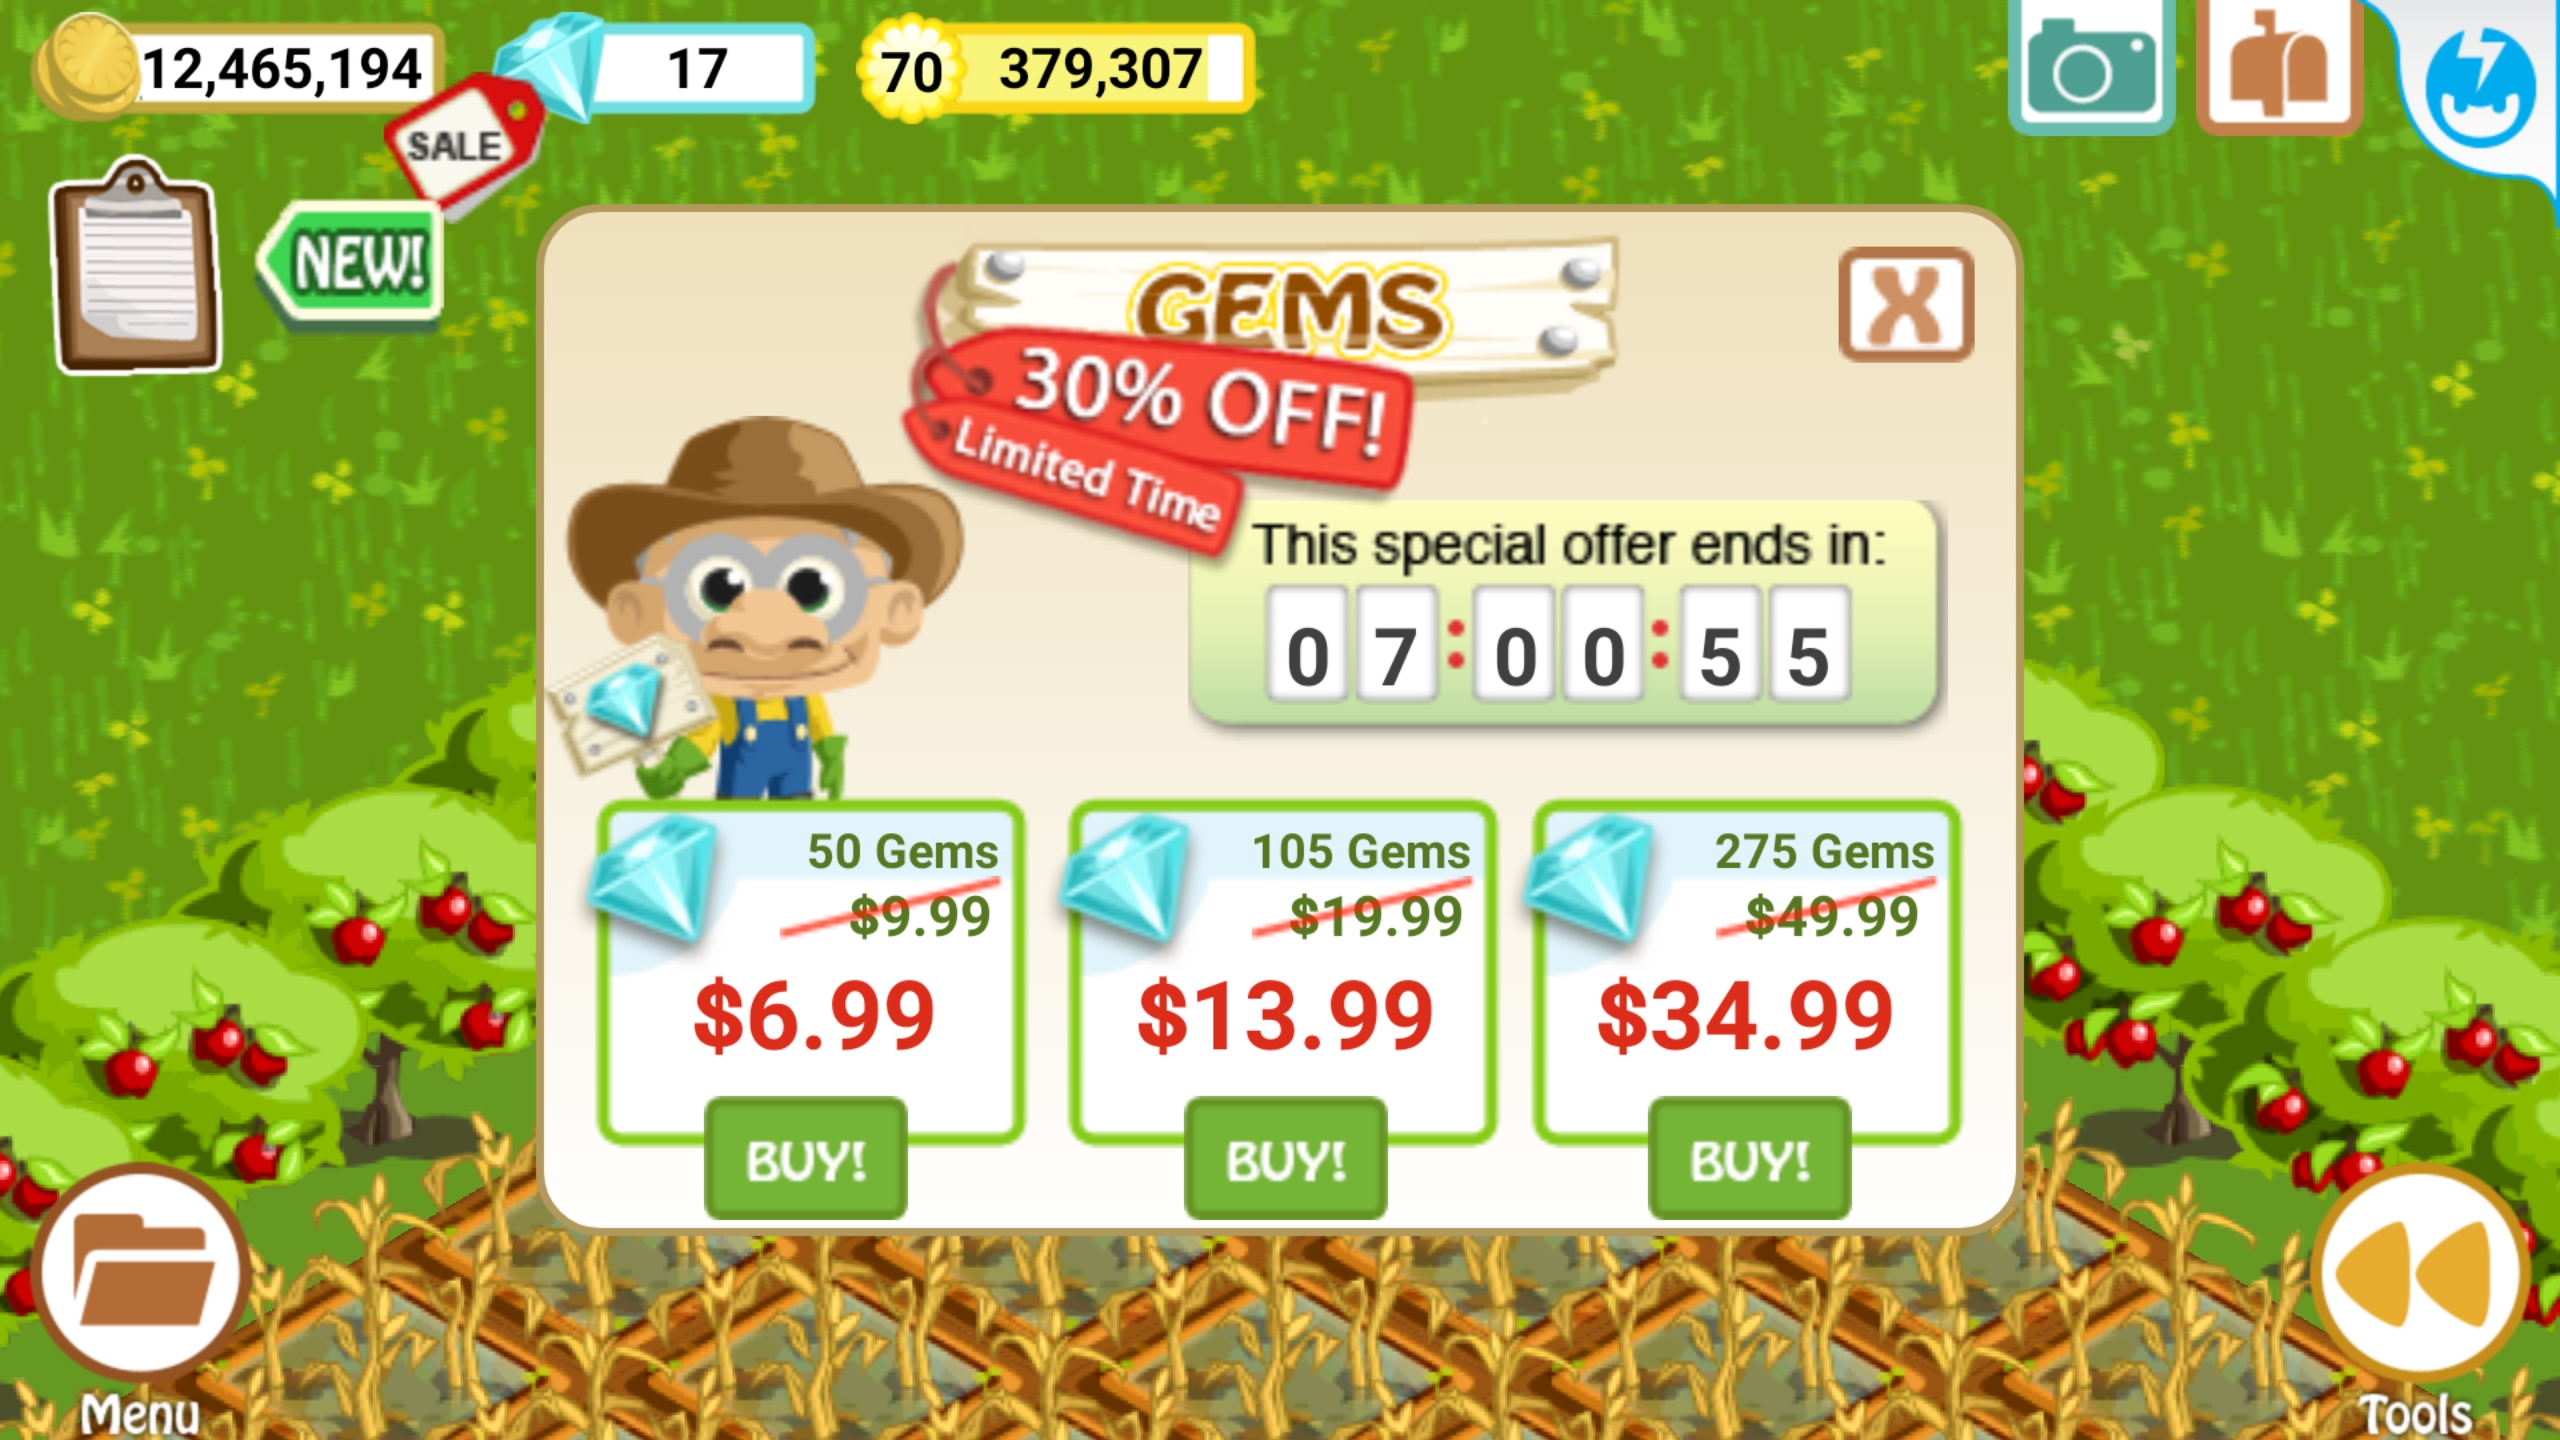 12,465,194
17
70
379,307
SALE
NEW!
GEMS
30% OFF!
Limited Time
This special offer ends in:
07:00:55
50 Gems
$9.99
$6.99
BUY!
105 Gems
$19.99
$13.99
BUY!
275 Gems
$49.99
$34.99
BUY!
Menu
Tools